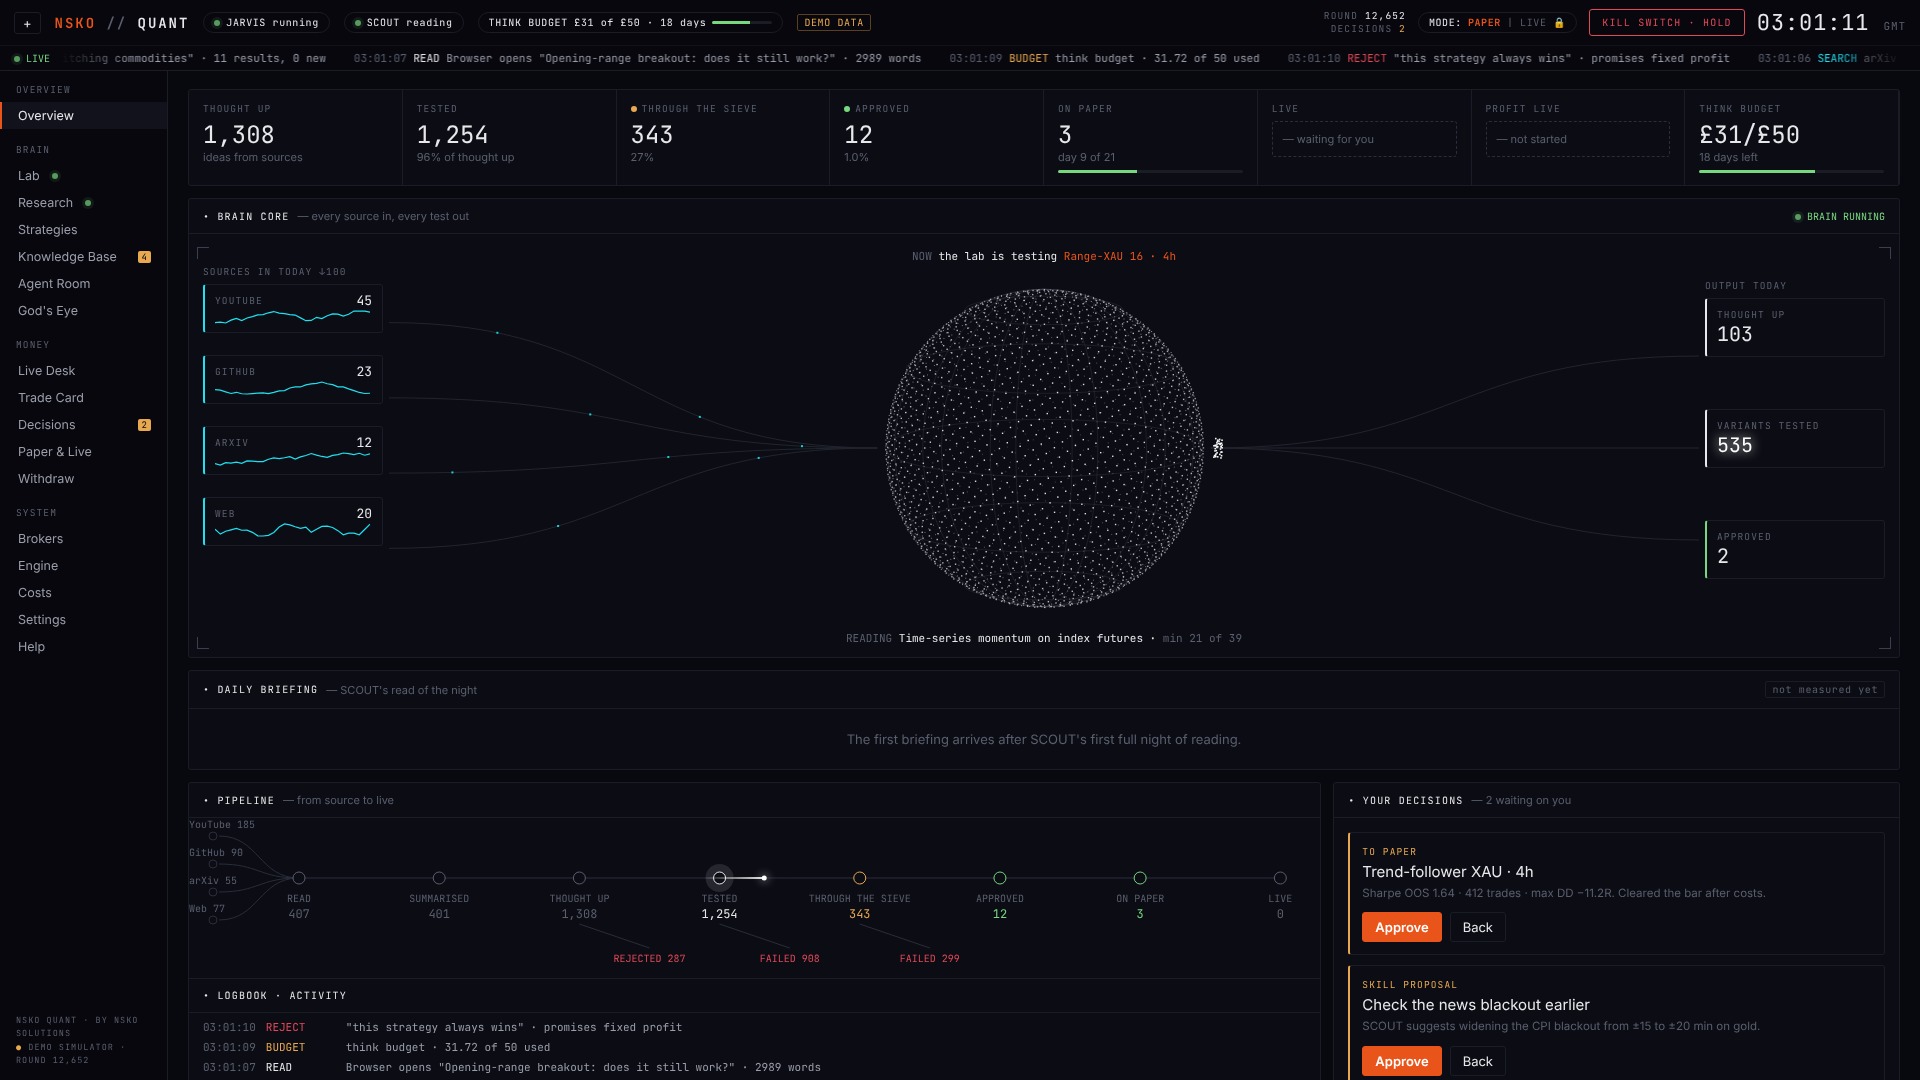 + NSKO // QUANT JARVIS running SCOUT reading THINK BUDGET £31 of £50 · 18 days DEMO DATA ROUND 12,652 DECISIONS 2 MODE: PAPER | LIVE 🔒 KILL SWITCH · HOLD 03:01:11 GMT
LIVE tching commodities" · 11 results, 0 new 03:01:07 READ Browser opens "Opening-range breakout: does it still work?" · 2989 words 03:01:09 BUDGET think budget · 31.72 of 50 used 03:01:10 REJECT "this strategy always wins" · promises fixed profit 03:01:06 SEARCH arXiv
OVERVIEW
Overview
BRAIN
Lab
Research
Strategies
Knowledge Base 4
Agent Room
God's Eye
MONEY
Live Desk
Trade Card
Decisions 2
Paper & Live
Withdraw
SYSTEM
Brokers
Engine
Costs
Settings
Help
NSKO QUANT · BY NSKO
SOLUTIONS
DEMO SIMULATOR ·
ROUND 12,652
THOUGHT UP
1,308
ideas from sources
TESTED
1,254
96% of thought up
THROUGH THE SIEVE
343
27%
APPROVED
12
1.0%
ON PAPER
3
day 9 of 21
LIVE
— waiting for you
PROFIT LIVE
— not started
THINK BUDGET
£31/£50
18 days left
• BRAIN CORE — every source in, every test out
BRAIN RUNNING
NOW the lab is testing Range-XAU 16 · 4h
SOURCES IN TODAY ↓100
YOUTUBE 45
GITHUB 23
ARXIV 12
WEB 20
OUTPUT TODAY
THOUGHT UP
103
VARIANTS TESTED
535
APPROVED
2
READING Time-series momentum on index futures · min 21 of 39
• DAILY BRIEFING — SCOUT's read of the night
not measured yet
The first briefing arrives after SCOUT's first full night of reading.
• PIPELINE — from source to live
YouTube 185
GitHub 90
arXiv 55
Web 77
READ
407
SUMMARISED
401
THOUGHT UP
1,308
TESTED
1,254
THROUGH THE SIEVE
343
APPROVED
12
ON PAPER
3
LIVE
0
REJECTED 287
FAILED 908
FAILED 299
• LOGBOOK · ACTIVITY
03:01:10 REJECT "this strategy always wins" · promises fixed profit
03:01:09 BUDGET think budget · 31.72 of 50 used
03:01:07 READ Browser opens "Opening-range breakout: does it still work?" · 2989 words
• YOUR DECISIONS — 2 waiting on you
TO PAPER
Trend-follower XAU · 4h
Sharpe OOS 1.64 · 412 trades · max DD −11.2R. Cleared the bar after costs.
Approve Back
SKILL PROPOSAL
Check the news blackout earlier
SCOUT suggests widening the CPI blackout from ±15 to ±20 min on gold.
Approve Back